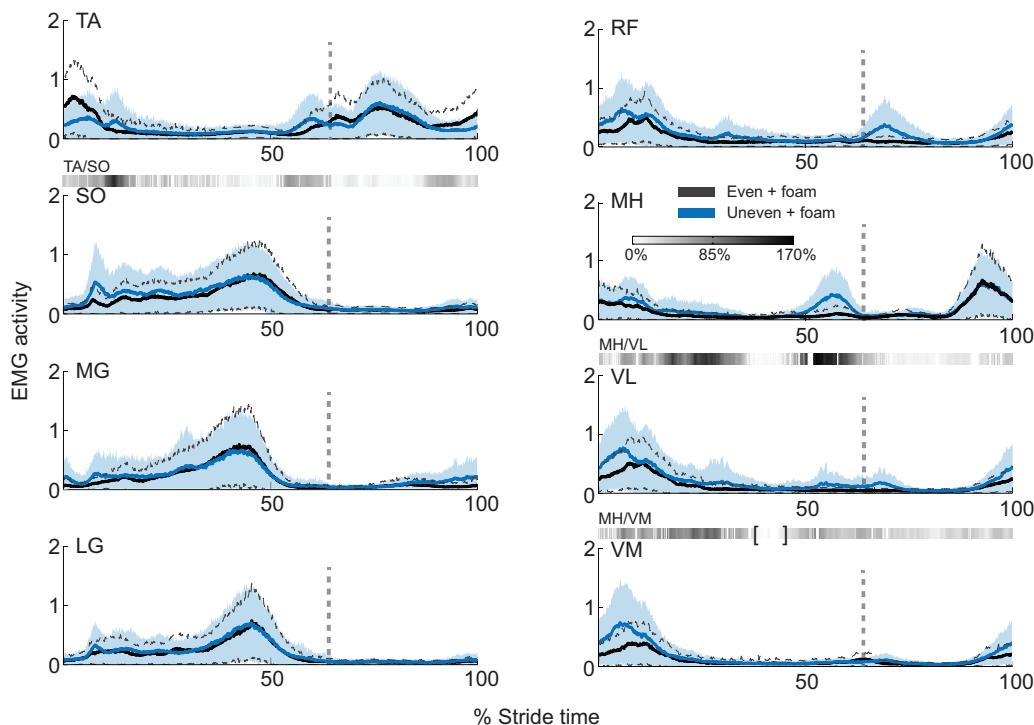 TA
2
1
0
50
100
TA/SO
SO
2
1
0
50
100
MG
2
1
0
50
100
LG
2
1
0
50
100
EMG activity
RF
2
1
0
50
100
MH
2
1
0
Even + foam
Uneven + foam
0%
85%
170%
50
100
MH/VL
VL
2
1
0
50
100
MH/VM
[ ]
VM
2
1
0
50
100
% Stride time